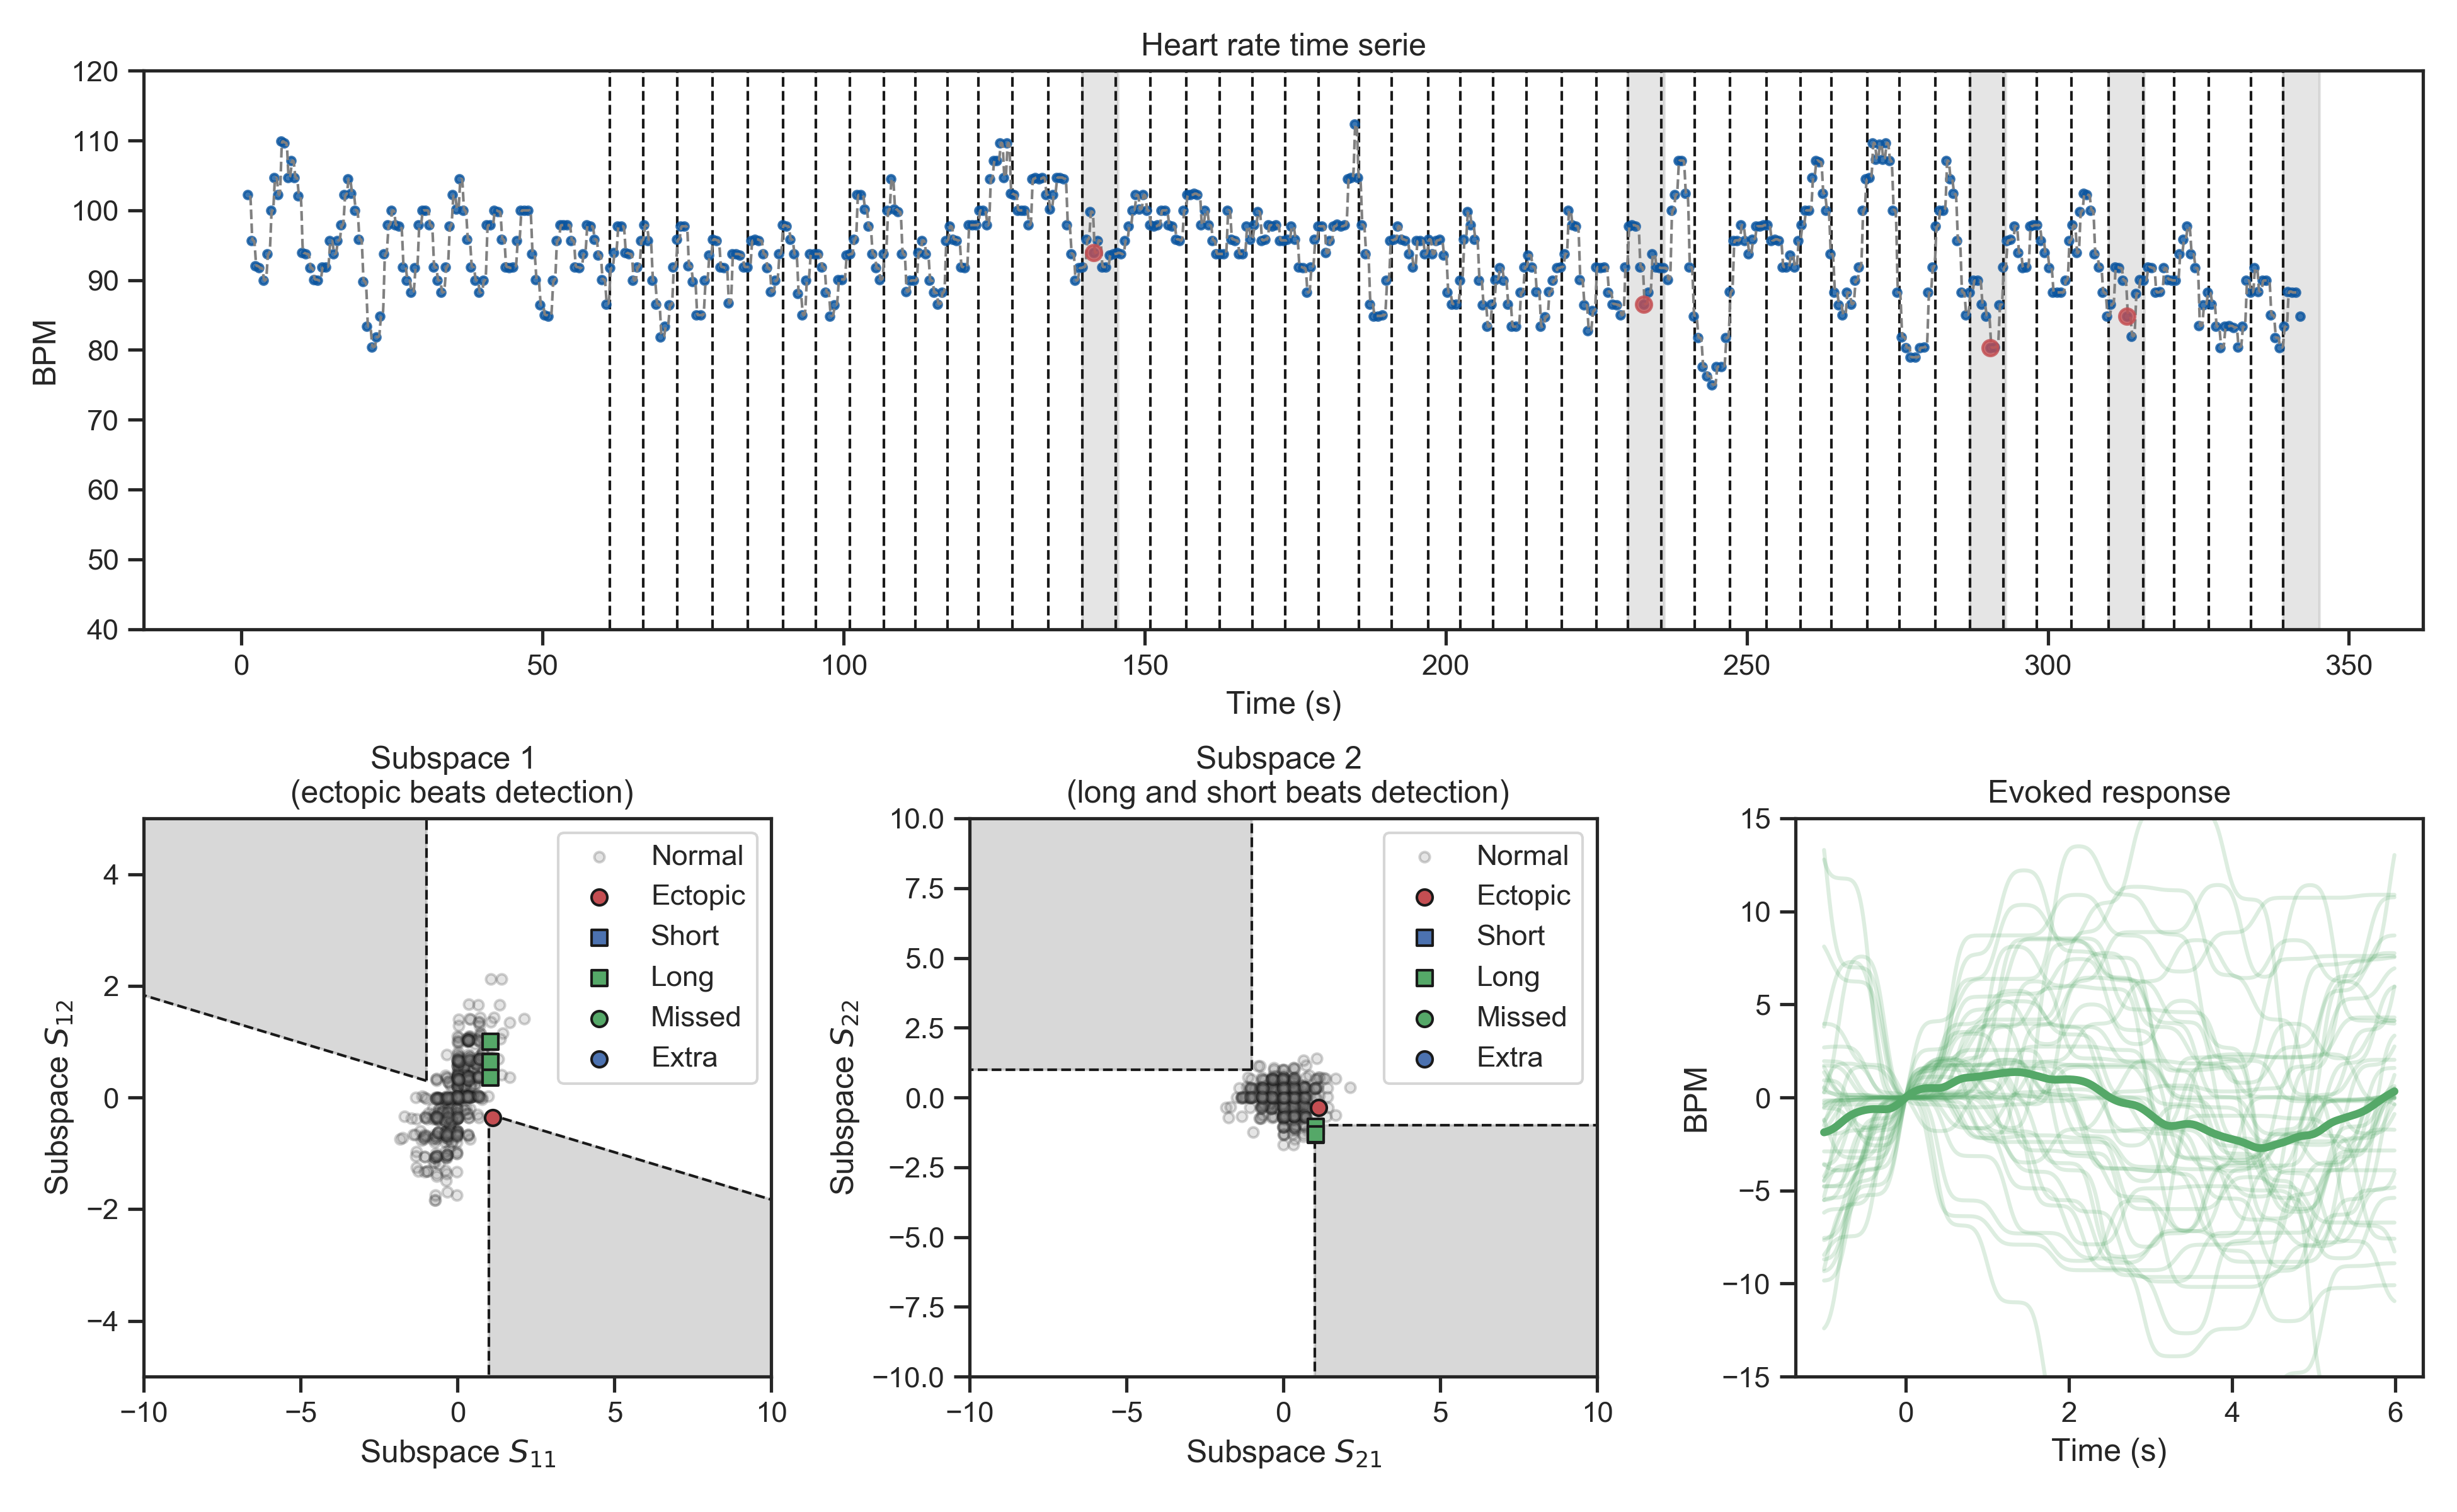 Heart rate time serie
120
110
100
90
80
70
60
50
40
BPM
0 50 100 150 200 250 300 350
Time (s)
Subspace 1
(ectopic beats detection)
4
2
0
−2
−4
Subspace S12
Normal
Ectopic
Short
Long
Missed
Extra
−10 −5 0 5 10
Subspace S11
Subspace 2
(long and short beats detection)
10.0
7.5
5.0
2.5
0.0
−2.5
−5.0
−7.5
−10.0
Subspace S22
Normal
Ectopic
Short
Long
Missed
Extra
−10 −5 0 5 10
Subspace S21
Evoked response
15
10
5
0
−5
−10
−15
BPM
0 2 4 6
Time (s)